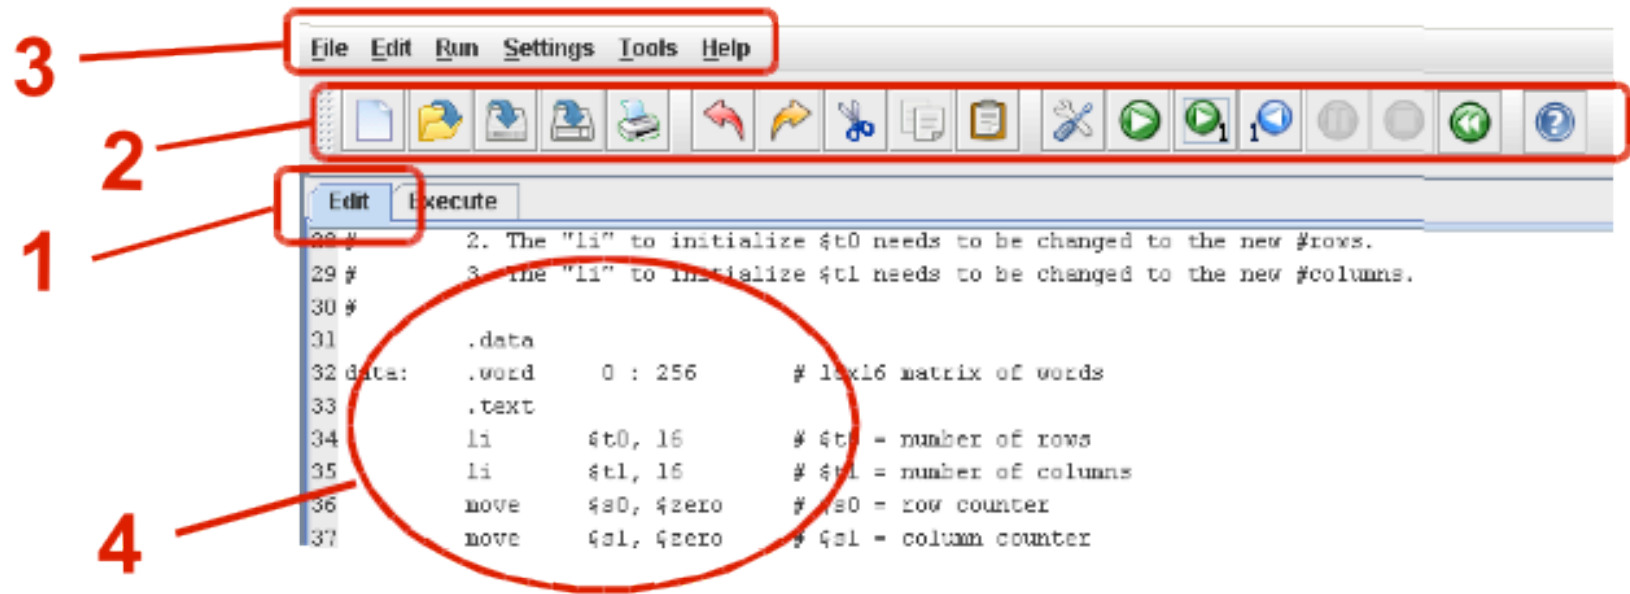 3
File Edit Run Settings Tools Help
2
1 1
1
Edit Execute
28 # 2. The "li" to initialize $t0 needs to be changed to the new #rows.
29 # 3. The "li" to initialize $t1 needs to be changed to the new #columns.
30 #
31 .data
32 data: .word 0 : 256 # 16x16 matrix of words
33 .text
34 li $t0, 16 # $t0 = number of rows
35 li $t1, 16 # $t1 = number of columns
36 move $s0, $zero # $s0 = row counter
37 move $s1, $zero # $s1 = column counter
4